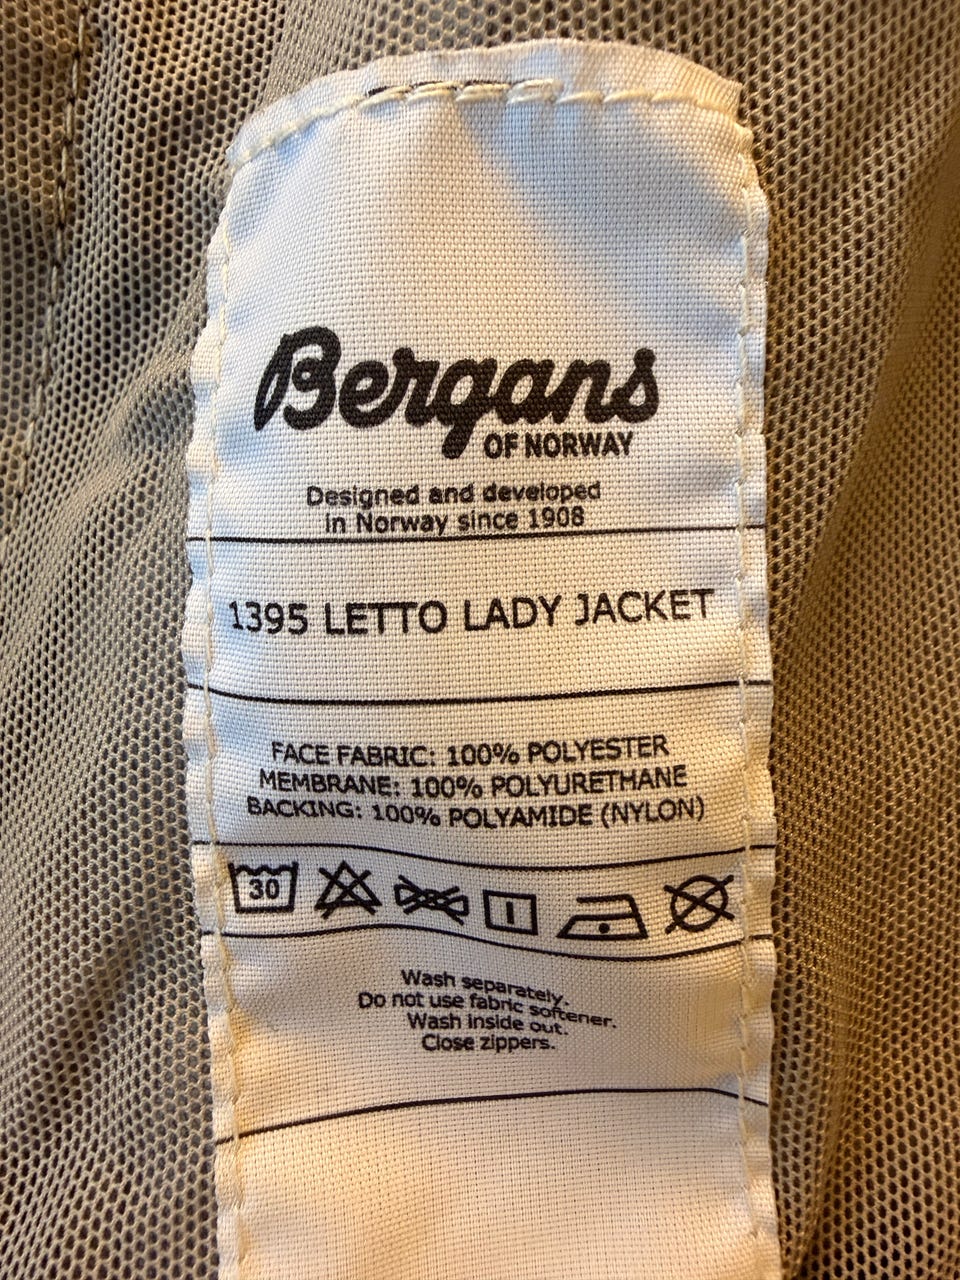 Bergans
OF NORWAY
Designed and developed
in Norway since 1908
1395 LETTO LADY JACKET
FACE FABRIC: 100% POLYESTER
MEMBRANE: 100% POLYURETHANE
BACKING: 100% POLYAMIDE (NYLON)
30
Wash separately.
Do not use fabric softener.
Wash inside out.
Close zippers.